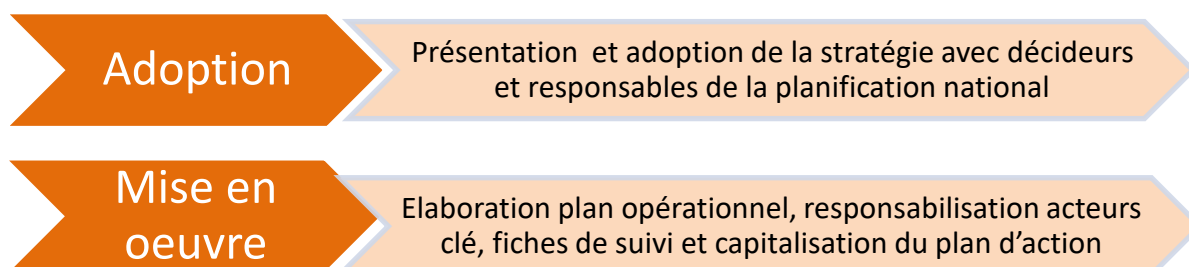 Adoption
Présentation et adoption de la stratégie avec décideurs
et responsables de la planification national
Mise en
oeuvre
Elaboration plan opérationnel, responsabilisation acteurs
clé, fiches de suivi et capitalisation du plan d’action